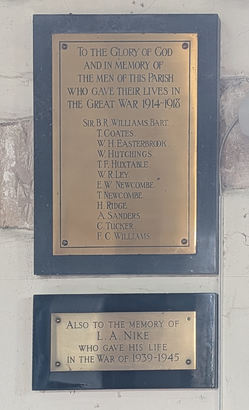 To the Glory of God
and in memory of
the men of this Parish
who gave their lives in
the Great War 1914-1918
Sir B. R. Williams. Bart.
T. Coates.
W. H. Easterbrook.
W. Hutchings.
T. F. Huxtable.
W. R. Ley.
E. W. Newcombe.
T. Newcombe.
H. Ridge.
A. Sanders.
C. Tucker.
F. C. Williams.
Also to the memory of
L. A. Nike
who gave his life
in the War of 1939-1945